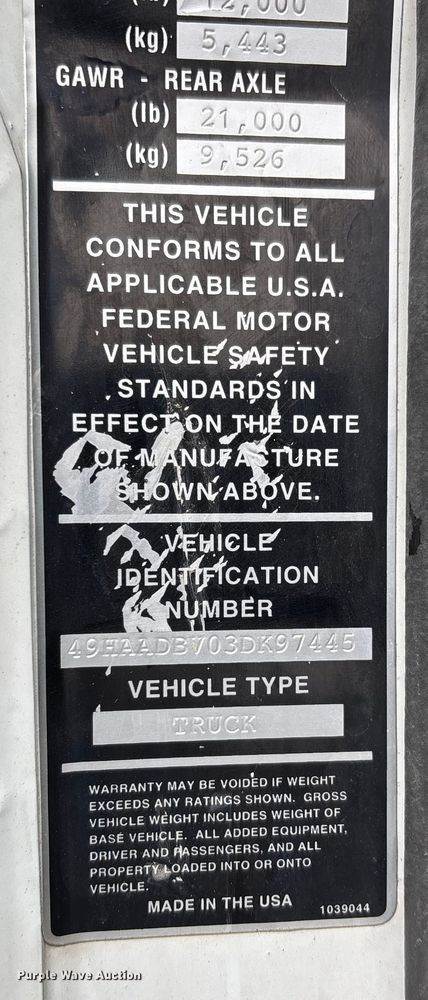 12,000
(kg) 5,443
GAWR - REAR AXLE
(lb) 21,000
(kg) 9,526
THIS VEHICLE
CONFORMS TO ALL
APPLICABLE U.S.A.
FEDERAL MOTOR
VEHICLE SAFETY
STANDARDS IN
EFFECT ON THE DATE
OF MANUFACTURE
SHOWN ABOVE.
VEHICLE
IDENTIFICATION
NUMBER
49HAADBV03DK97445
VEHICLE TYPE
TRUCK
WARRANTY MAY BE VOIDED IF WEIGHT
EXCEEDS ANY RATINGS SHOWN. GROSS
VEHICLE WEIGHT INCLUDES WEIGHT OF
BASE VEHICLE. ALL ADDED EQUIPMENT,
DRIVER AND PASSENGERS, AND ALL
PROPERTY LOADED INTO OR ONTO
VEHICLE.
MADE IN THE USA
1039044
Purple Wave Auction